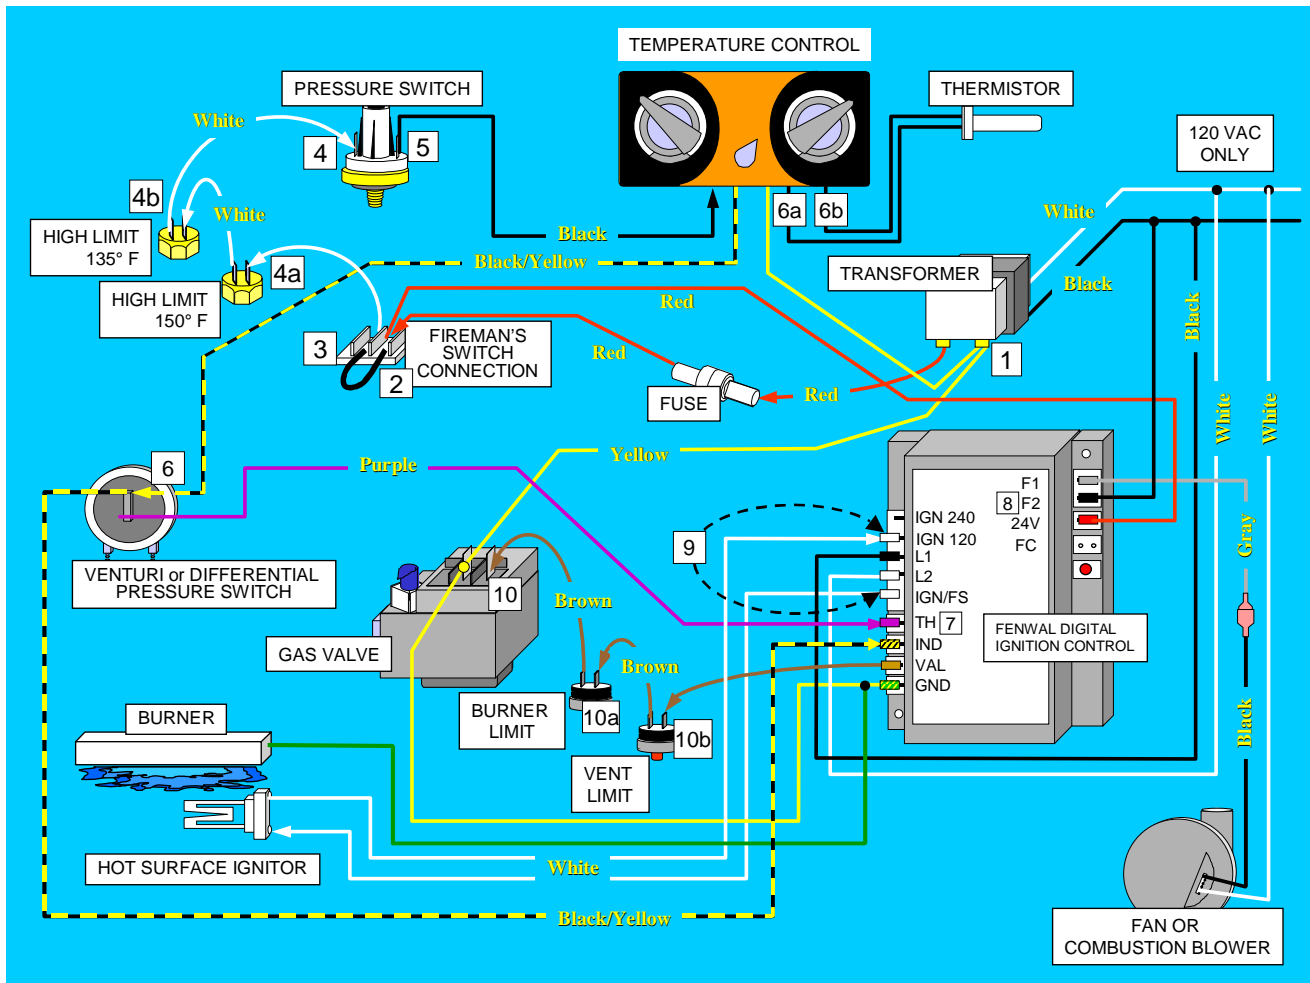 TEMPERATURE CONTROL
PRESSURE SWITCH
THERMISTOR
120 VAC
ONLY
White
4
5
4b
White
HIGH LIMIT
135° F
4a
HIGH LIMIT
150° F
6a
6b
Black
Black/Yellow
White
TRANSFORMER
Black
Black
Red
3
FIREMAN'S
SWITCH
CONNECTION
2
Red
1
FUSE
Red
White
White
Yellow
Purple
6
VENTURI or DIFFERENTIAL
PRESSURE SWITCH
F1
8
F2
24V
FC
IGN 240
IGN 120
L1
L2
IGN/FS
TH
7
IND
VAL
GND
FENWAL DIGITAL
IGNITION CONTROL
9
Gray
10
Brown
GAS VALVE
Brown
BURNER
LIMIT
10a
10b
VENT
LIMIT
BURNER
Black
HOT SURFACE IGNITOR
White
Black/Yellow
FAN OR
COMBUSTION BLOWER